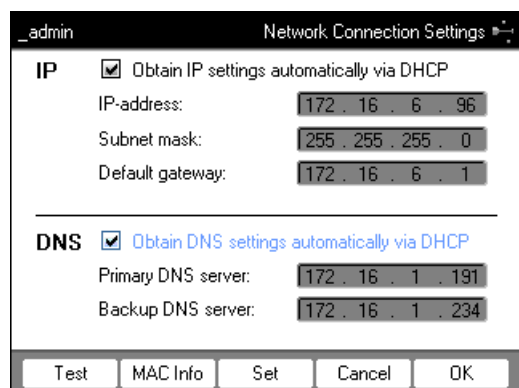 _admin Network Connection Settings
IP Obtain IP settings automatically via DHCP
IP-address: 172 . 16 . 6 . 96
Subnet mask: 255 . 255 . 255 . 0
Default gateway: 172 . 16 . 6 . 1
DNS Obtain DNS settings automatically via DHCP
Primary DNS server: 172 . 16 . 1 . 191
Backup DNS server: 172 . 16 . 1 . 234
Test MAC Info Set Cancel OK